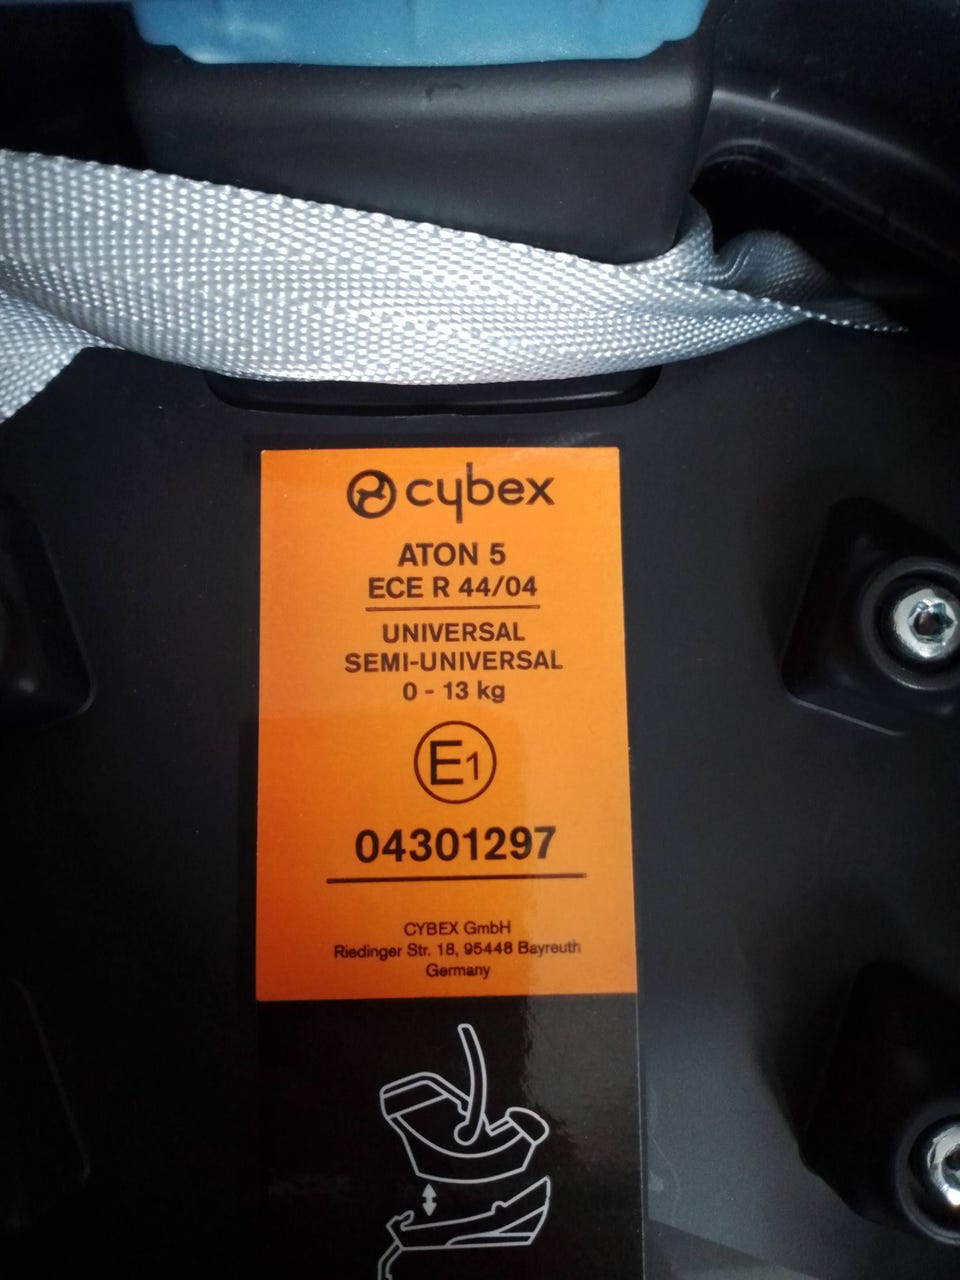 cybex
ATON 5
ECE R 44/04
UNIVERSAL
SEMI-UNIVERSAL
0 - 13 kg
E1
04301297
CYBEX GmbH
Riedinger Str. 18, 95448 Bayreuth
Germany